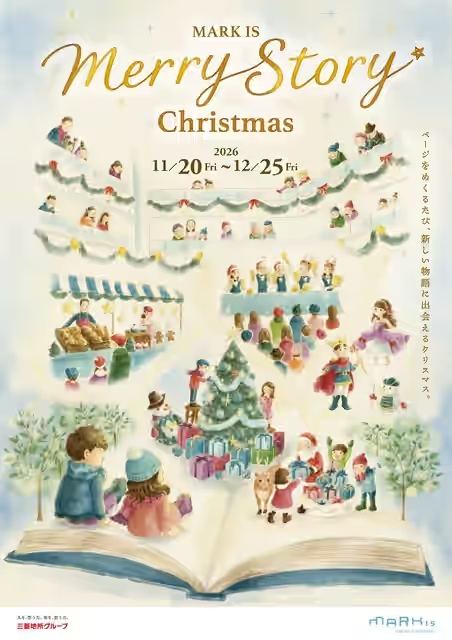 MARK IS
Merry Story
Christmas
2026
11/20 Fri ~ 12/25 Fri
ページをめくるたび、新しい物語に出会えるクリスマス。
三菱地所グループ
MARK IS